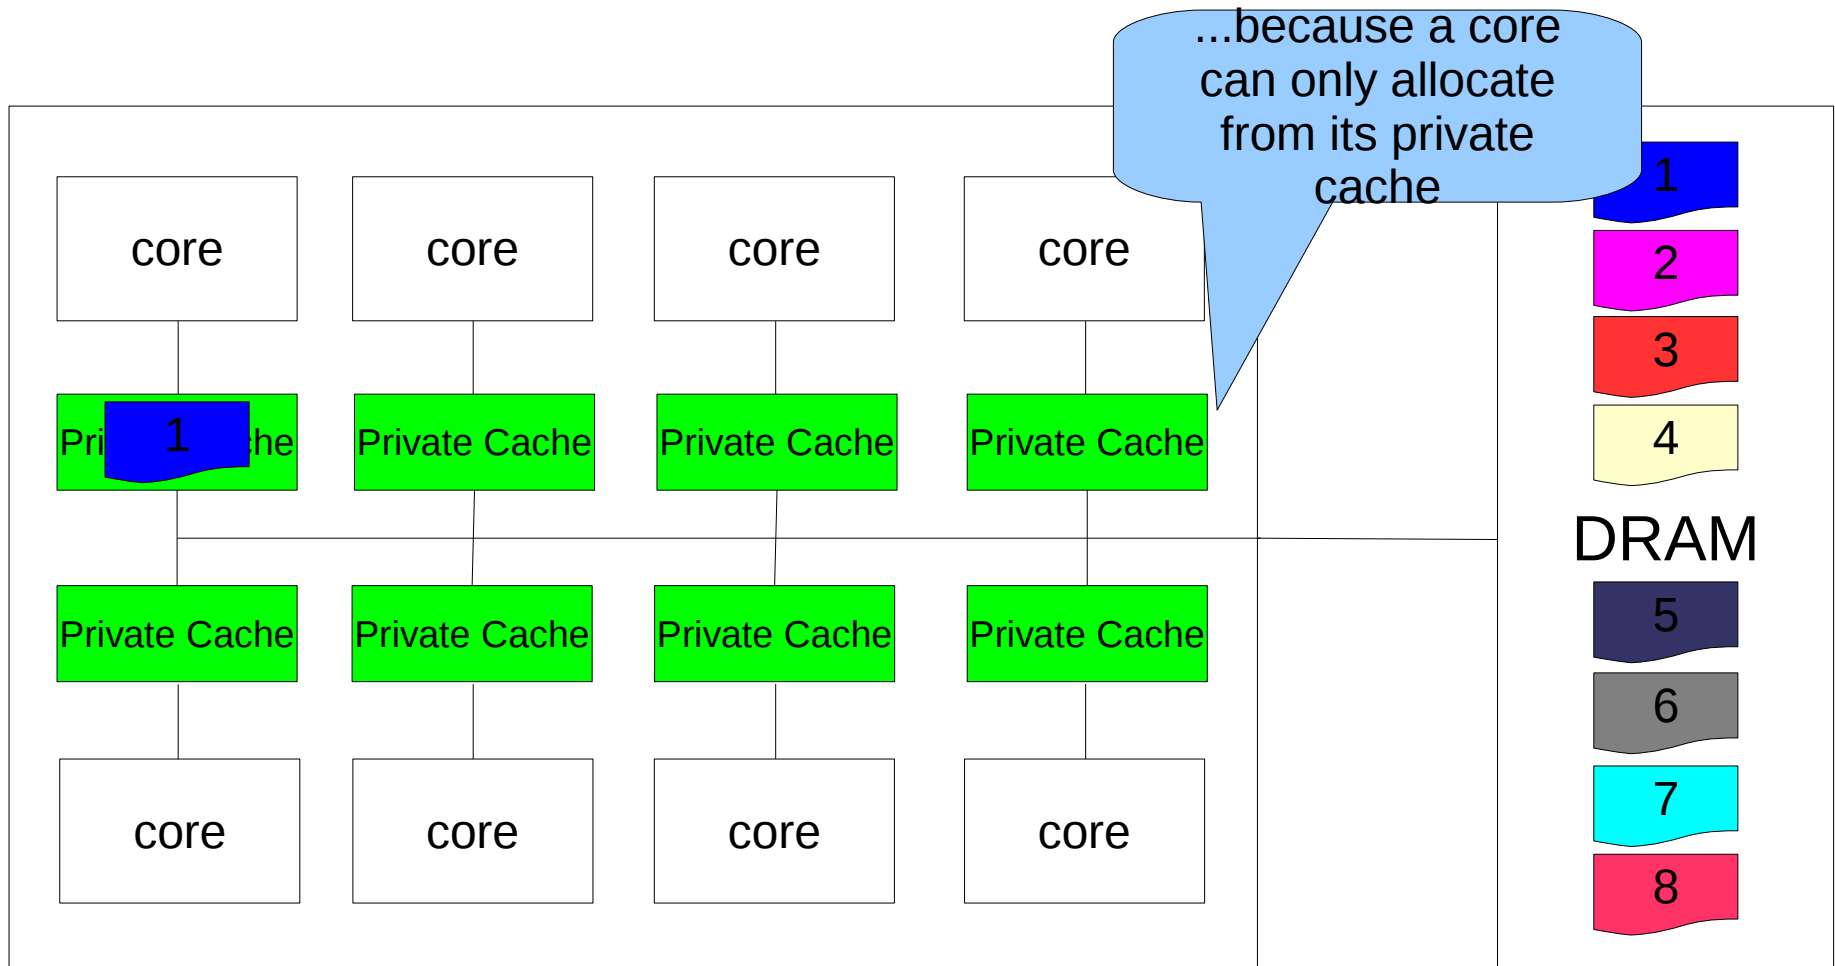 ...because a core
can only allocate
from its private
cache
core
core
core
core
1
2
3
4
Pri
1
he
Private Cache
Private Cache
Private Cache
DRAM
Private Cache
Private Cache
Private Cache
Private Cache
5
6
7
8
core
core
core
core